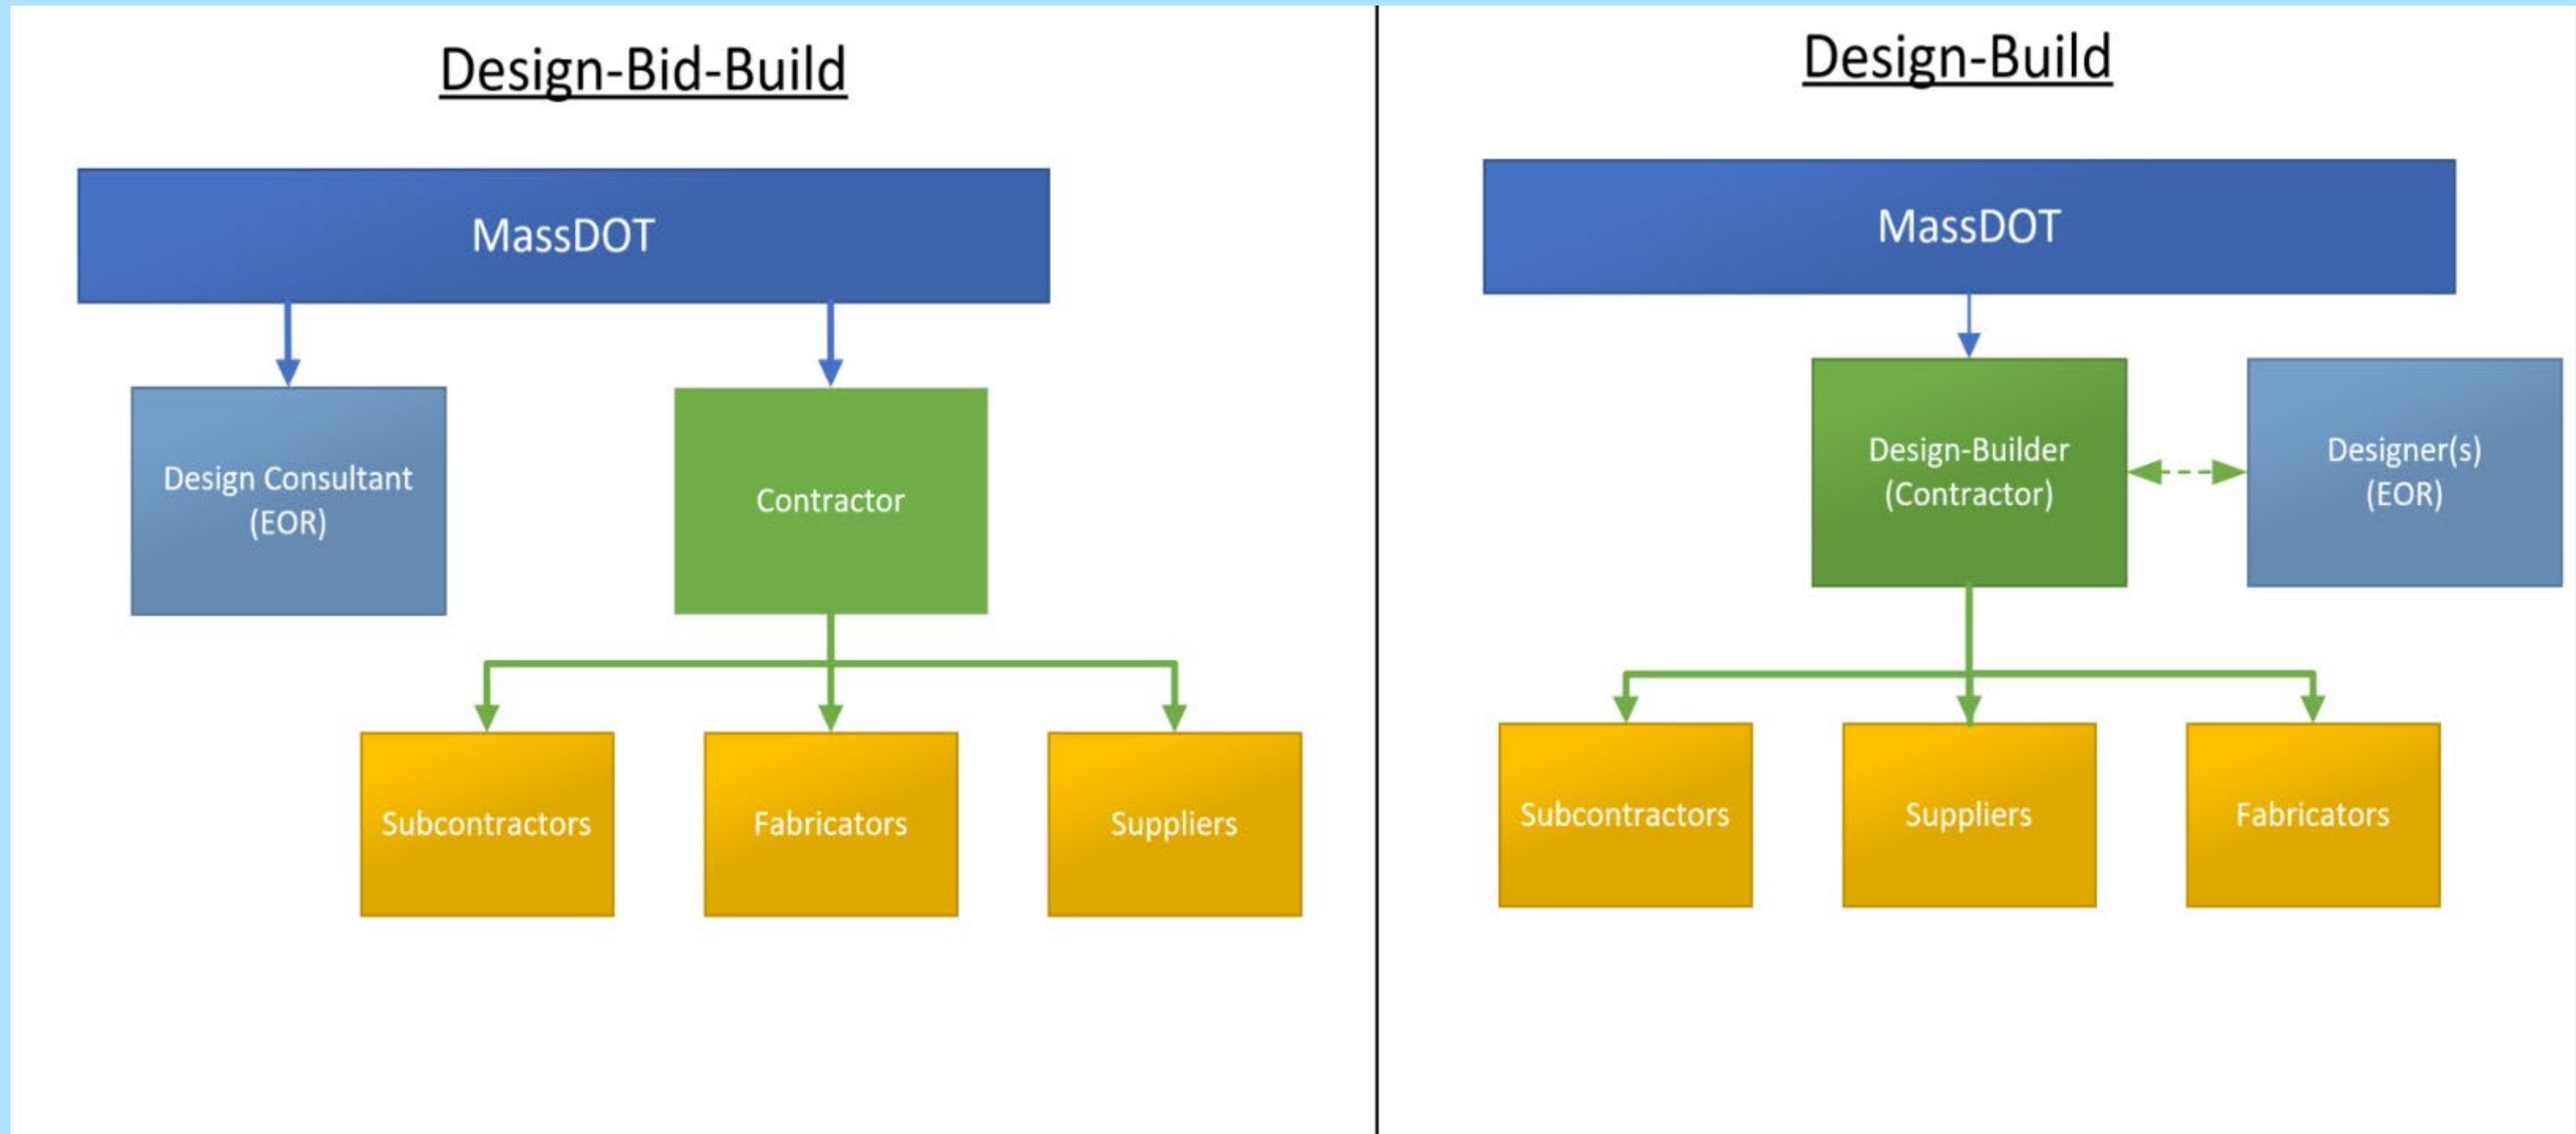 Design-Bid-Build
MassDOT
Design Consultant
(EOR)
Contractor
Subcontractors
Fabricators
Suppliers
Design-Build
MassDOT
Design-Builder
(Contractor)
Designer(s)
(EOR)
Subcontractors
Suppliers
Fabricators